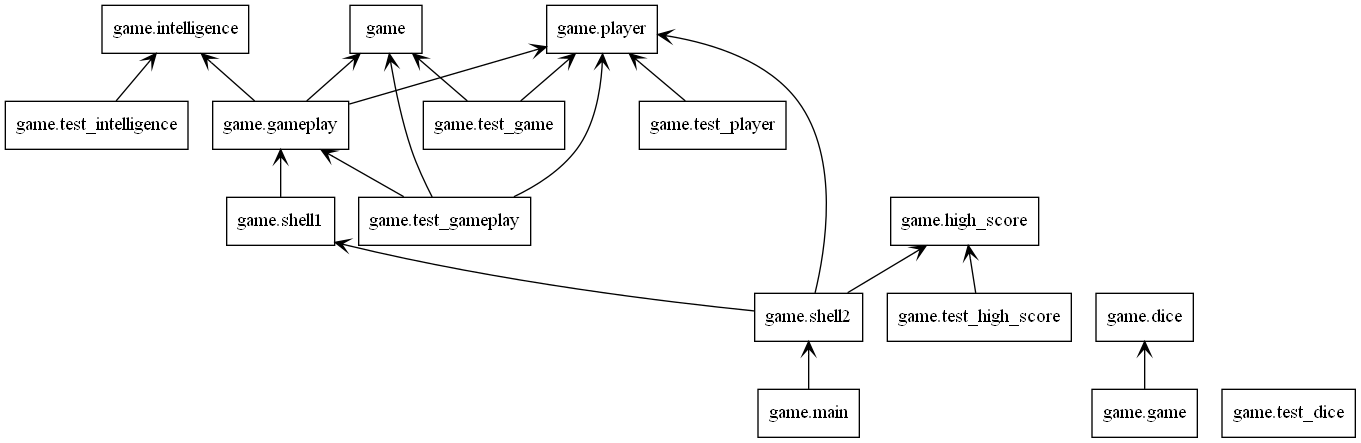 game.intelligence
game
game.player
game.test_intelligence
game.gameplay
game.test_game
game.test_player
game.shell1
game.test_gameplay
game.high_score
game.shell2
game.test_high_score
game.dice
game.main
game.game
game.test_dice